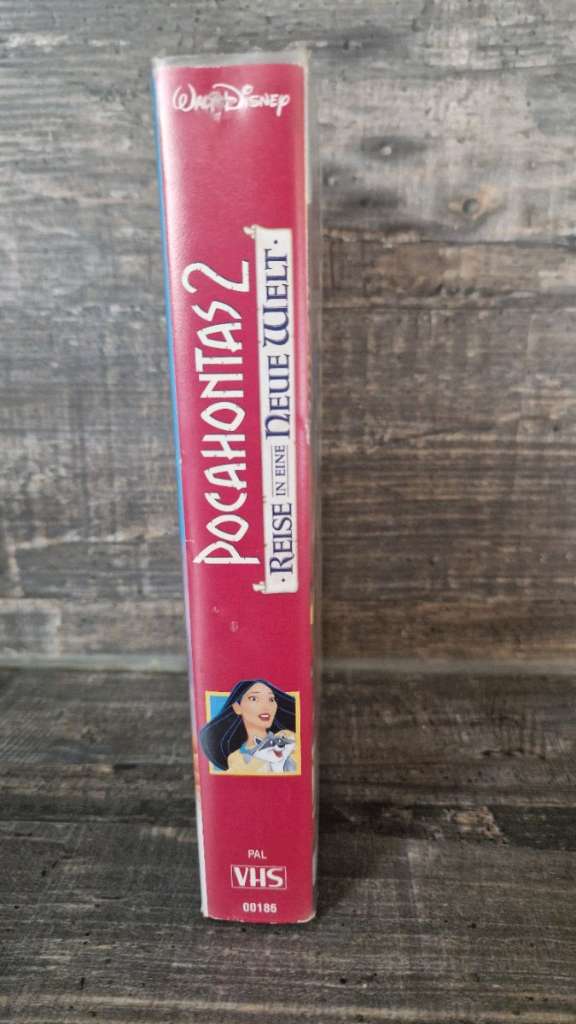 WALT DISNEY
POCAHONTAS 2
· REISE IN EINE NEUE WELT ·
PAL
VHS
00186